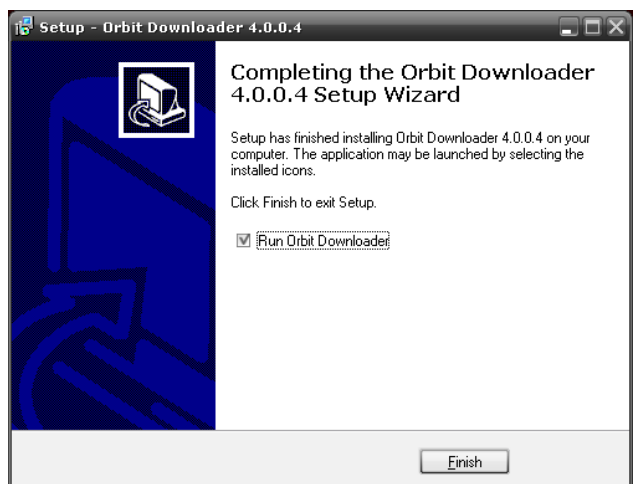 Setup - Orbit Downloader 4.0.0.4
Completing the Orbit Downloader
4.0.0.4 Setup Wizard
Setup has finished installing Orbit Downloader 4.0.0.4 on your
computer. The application may be launched by selecting the
installed icons.
Click Finish to exit Setup.
Run Orbit Downloader
Finish